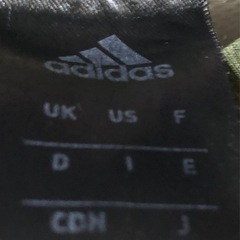 adidas
UK US F
D I E
CDN J